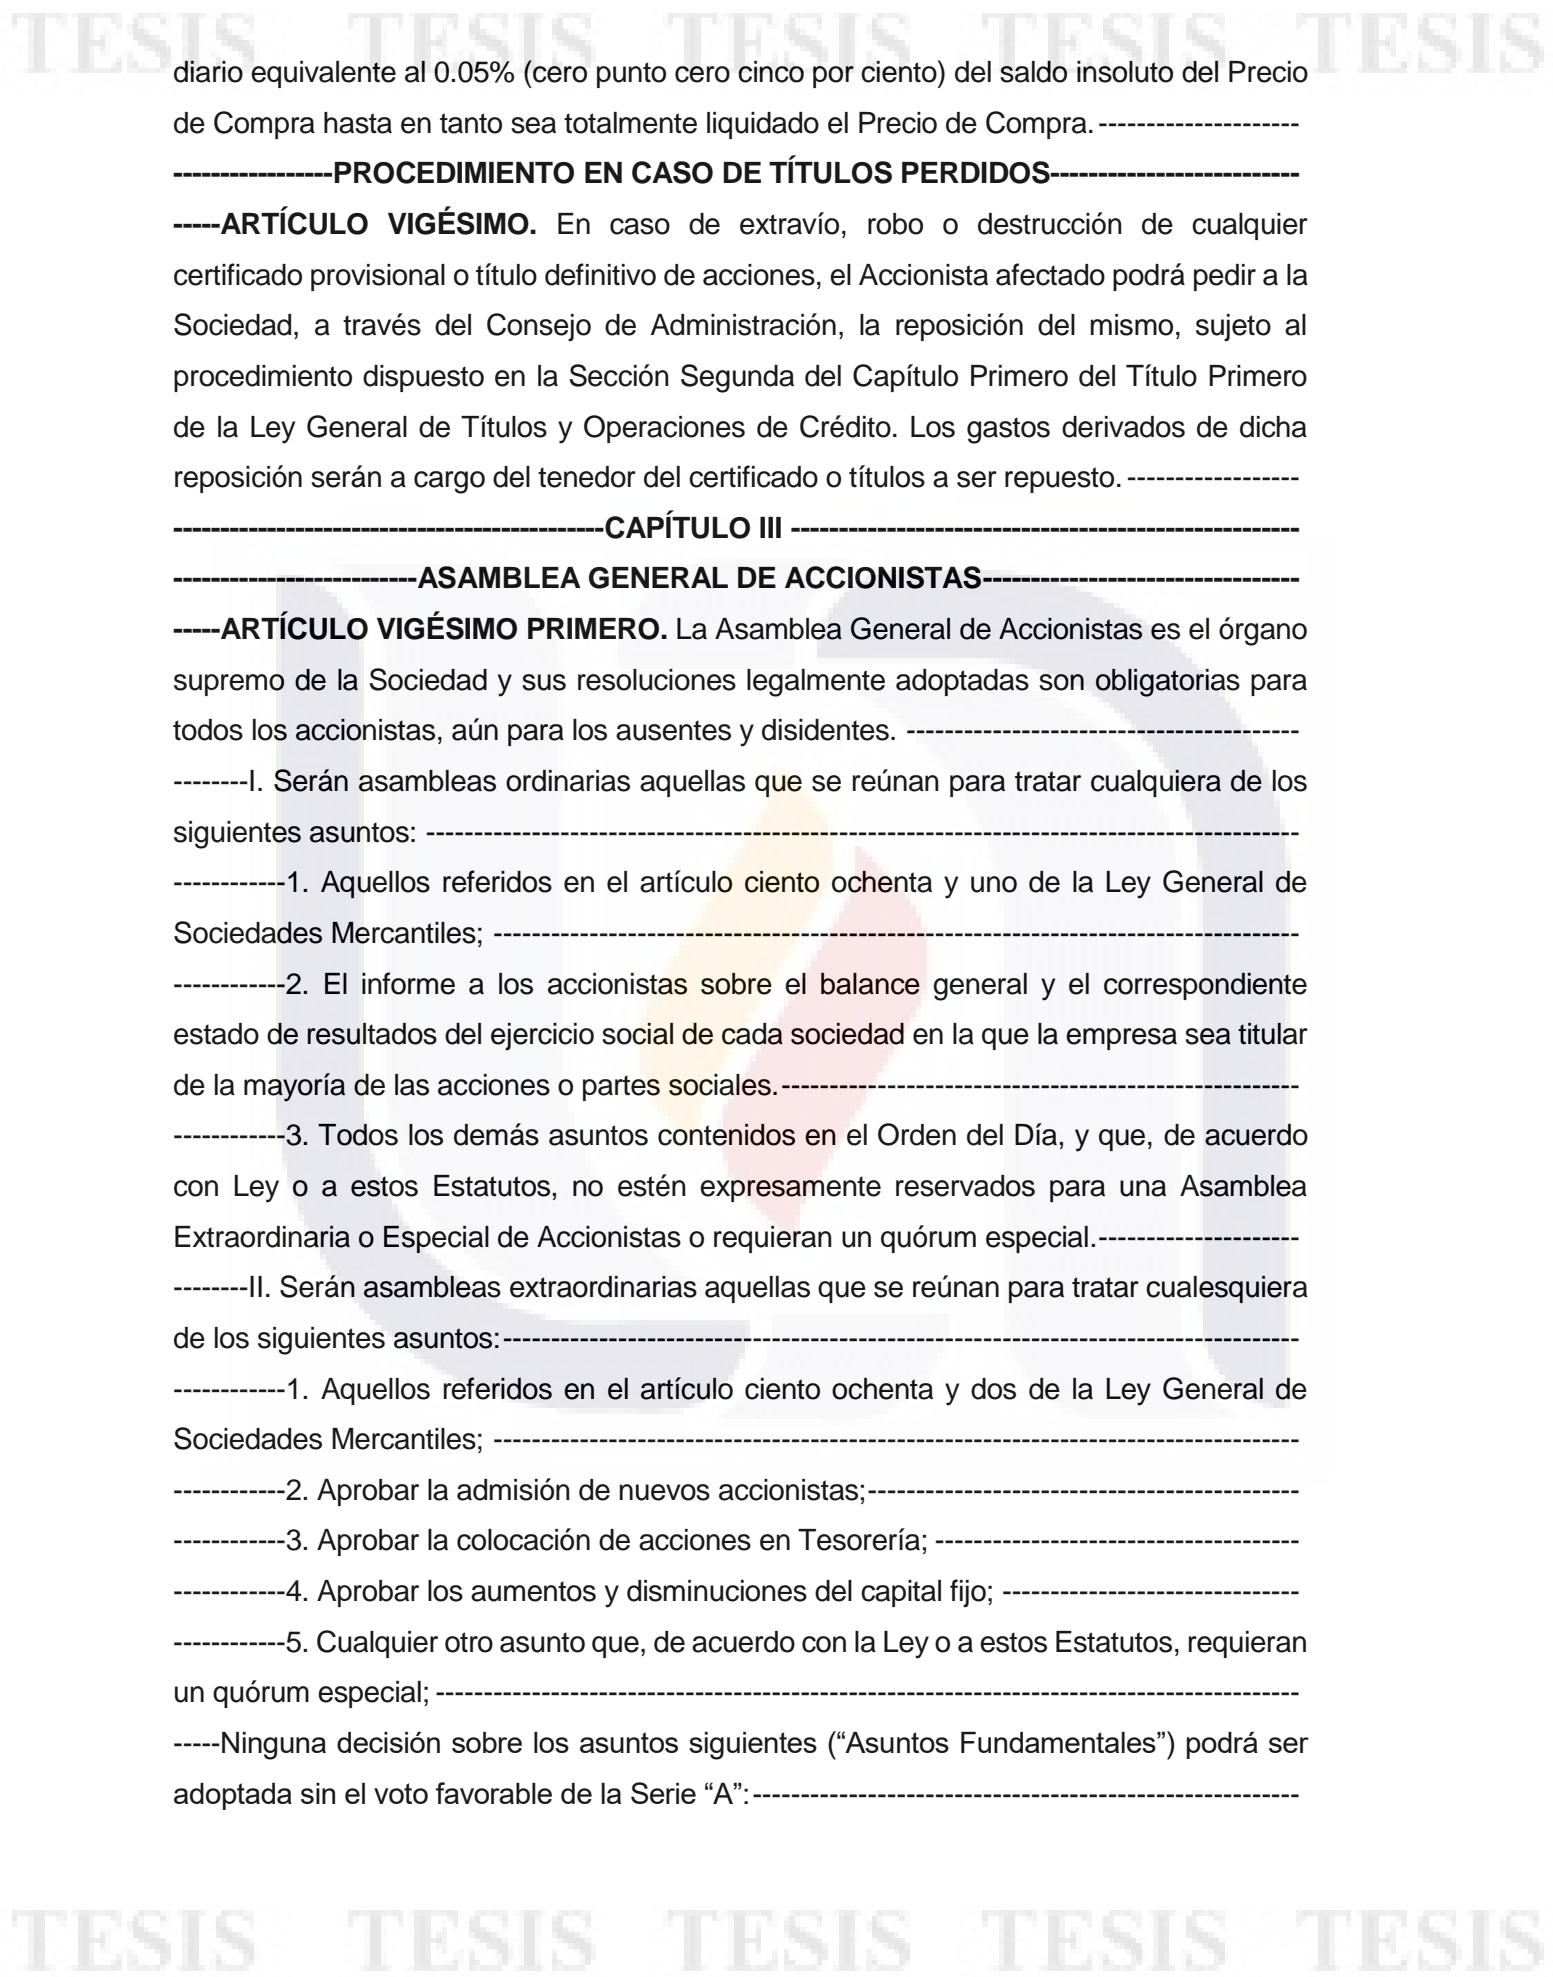 TESIS TESIS TESIS TESIS TESIS
diario equivalente al 0.05% (cero punto cero cinco por ciento) del saldo insoluto del Precio
de Compra hasta en tanto sea totalmente liquidado el Precio de Compra.---------------------
-----------------PROCEDIMIENTO EN CASO DE TÍTULOS PERDIDOS--------------------------
-----ARTÍCULO VIGÉSIMO. En caso de extravío, robo o destrucción de cualquier
certificado provisional o título definitivo de acciones, el Accionista afectado podrá pedir a la
Sociedad, a través del Consejo de Administración, la reposición del mismo, sujeto al
procedimiento dispuesto en la Sección Segunda del Capítulo Primero del Título Primero
de la Ley General de Títulos y Operaciones de Crédito. Los gastos derivados de dicha
reposición serán a cargo del tenedor del certificado o títulos a ser repuesto.------------------
----------------------------------------------CAPÍTULO III ------------------------------------------------------
--------------------------ASAMBLEA GENERAL DE ACCIONISTAS----------------------------------
-----ARTÍCULO VIGÉSIMO PRIMERO. La Asamblea General de Accionistas es el órgano
supremo de la Sociedad y sus resoluciones legalmente adoptadas son obligatorias para
todos los accionistas, aún para los ausentes y disidentes. -----------------------------------------
--------I. Serán asambleas ordinarias aquellas que se reúnan para tratar cualquiera de los
siguientes asuntos: -------------------------------------------------------------------------------------------
------------1. Aquellos referidos en el artículo ciento ochenta y uno de la Ley General de
Sociedades Mercantiles; ------------------------------------------------------------------------------------
------------2. El informe a los accionistas sobre el balance general y el correspondiente
estado de resultados del ejercicio social de cada sociedad en la que la empresa sea titular
de la mayoría de las acciones o partes sociales.------------------------------------------------------
------------3. Todos los demás asuntos contenidos en el Orden del Día, y que, de acuerdo
con Ley o a estos Estatutos, no estén expresamente reservados para una Asamblea
Extraordinaria o Especial de Accionistas o requieran un quórum especial.---------------------
--------II. Serán asambleas extraordinarias aquellas que se reúnan para tratar cualesquiera
de los siguientes asuntos:-----------------------------------------------------------------------------------
------------1. Aquellos referidos en el artículo ciento ochenta y dos de la Ley General de
Sociedades Mercantiles; ------------------------------------------------------------------------------------
------------2. Aprobar la admisión de nuevos accionistas;---------------------------------------------
------------3. Aprobar la colocación de acciones en Tesorería; --------------------------------------
------------4. Aprobar los aumentos y disminuciones del capital fijo; -------------------------------
------------5. Cualquier otro asunto que, de acuerdo con la Ley o a estos Estatutos, requieran
un quórum especial; ------------------------------------------------------------------------------------------
-----Ninguna decisión sobre los asuntos siguientes (“Asuntos Fundamentales”) podrá ser
adoptada sin el voto favorable de la Serie “A”:---------------------------------------------------------
TESIS TESIS TESIS TESIS TESIS